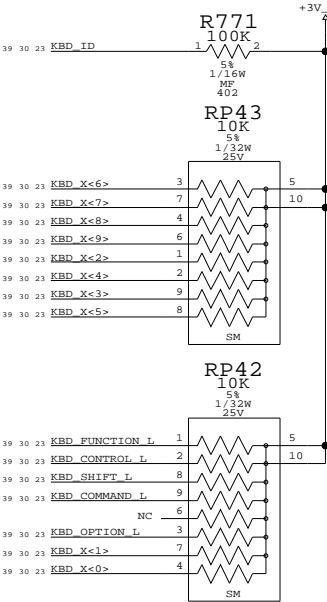 +3V_
R771
100K
39 30 23 KBD_ID 1 2
5%
1/16W
MF
402
RP43
10K
5%
1/32W
25V
39 30 23 KBD_X<6> 3 5
39 30 23 KBD_X<7> 7 10
39 30 23 KBD_X<8> 4
39 30 23 KBD_X<9> 6
39 30 23 KBD_X<2> 1
39 30 23 KBD_X<4> 2
39 30 23 KBD_X<3> 9
39 30 23 KBD_X<5> 8
SM
RP42
10K
5%
1/32W
25V
39 30 23 KBD_FUNCTION_L 1 5
39 30 23 KBD_CONTROL_L 2 10
39 30 23 KBD_SHIFT_L 8
39 30 23 KBD_COMMAND_L 9
NC 6
39 30 23 KBD_OPTION_L 3
39 30 23 KBD_X<1> 7
39 30 23 KBD_X<0> 4
SM